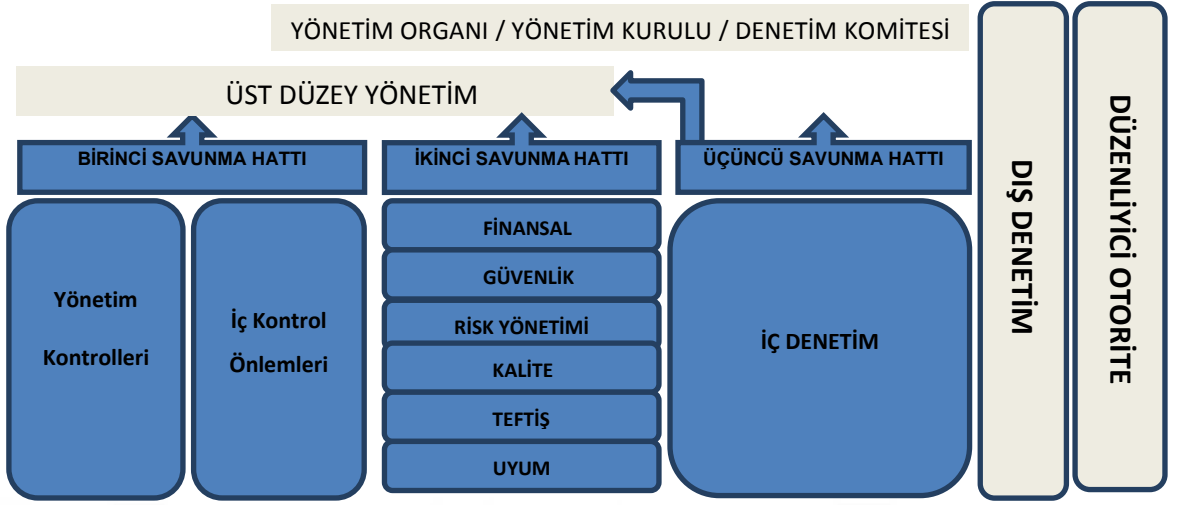 YÖNETİM ORGANI / YÖNETİM KURULU / DENETİM KOMİTESİ
ÜST DÜZEY YÖNETİM
BİRİNCİ SAVUNMA HATTI
İKİNCİ SAVUNMA HATTI
ÜÇÜNCÜ SAVUNMA HATTI
Yönetim
Kontrolleri
İç Kontrol
Önlemleri
FİNANSAL
GÜVENLİK
RİSK YÖNETİMİ
KALİTE
TEFTİŞ
UYUM
İÇ DENETİM
DIŞ DENETİM
DÜZENLİYİCİ OTORİTE